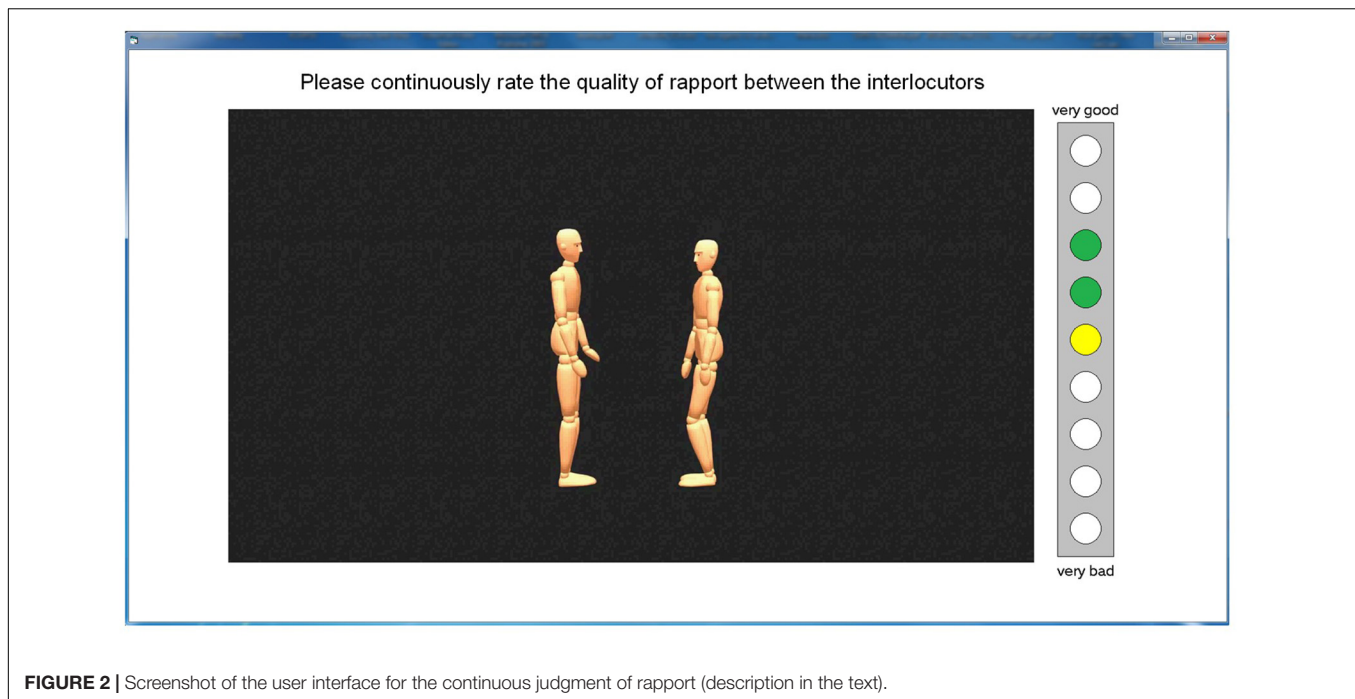 Please continuously rate the quality of rapport between the interlocutors
very good
very bad
FIGURE 2 | Screenshot of the user interface for the continuous judgment of rapport (description in the text).